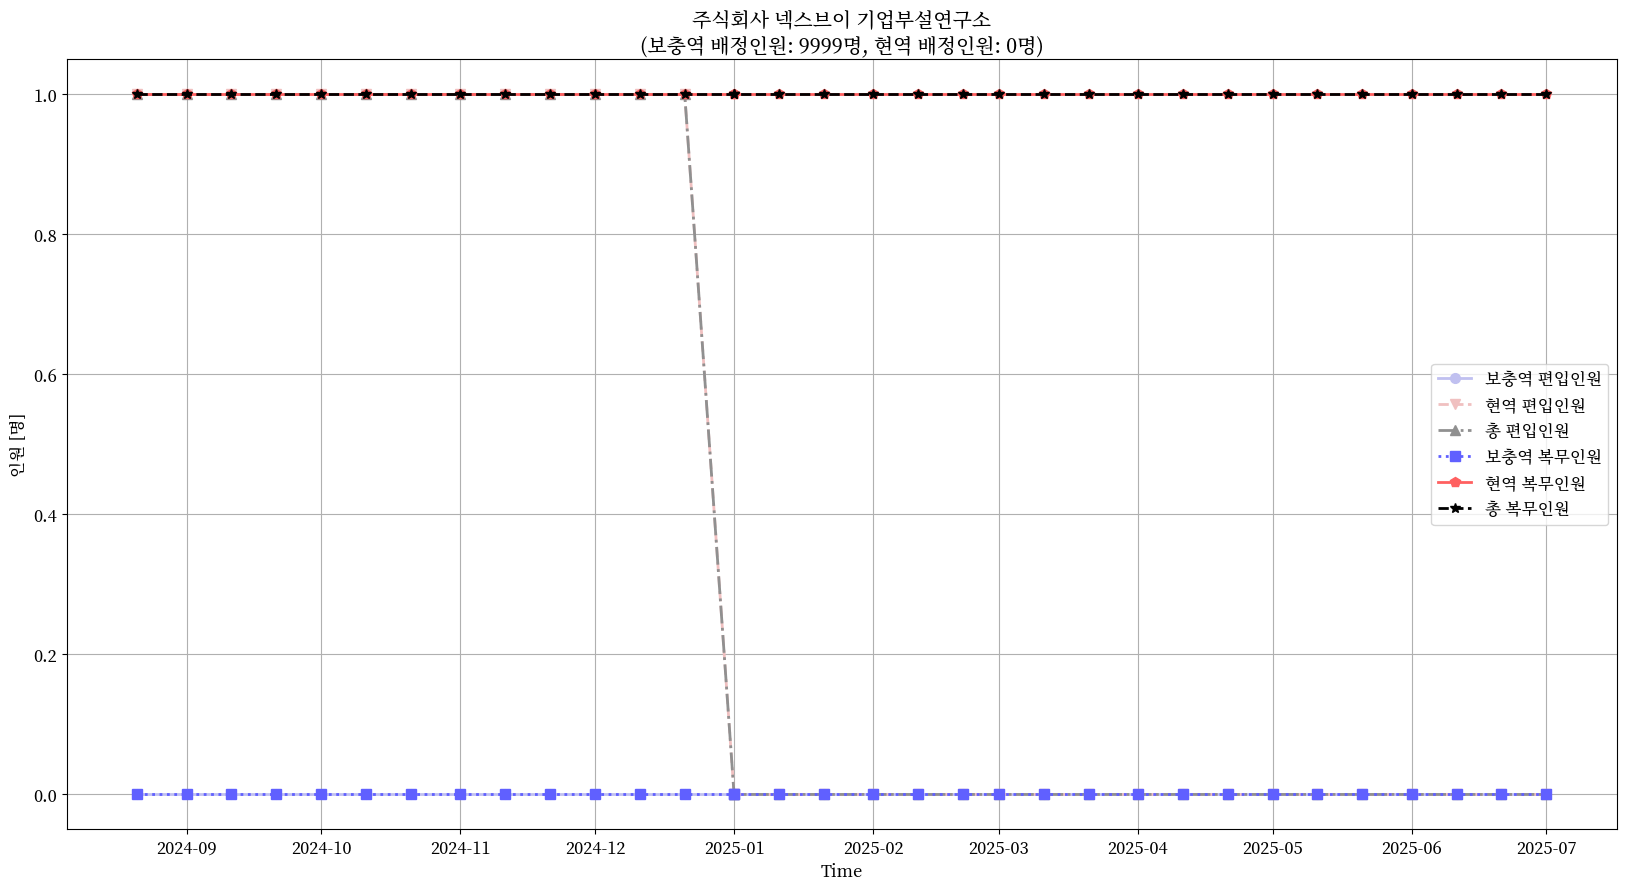 주식회사 넥스브이 기업부설연구소
(보충역 배정인원: 9999명, 현역 배정인원: 0명)
1.0
0.8
0.6
0.4
0.2
0.0
인원 [명]
보충역 편입인원
현역 편입인원
총 편입인원
보충역 복무인원
현역 복무인원
총 복무인원
2024-09
2024-10
2024-11
2024-12
2025-01
2025-02
2025-03
2025-04
2025-05
2025-06
2025-07
Time